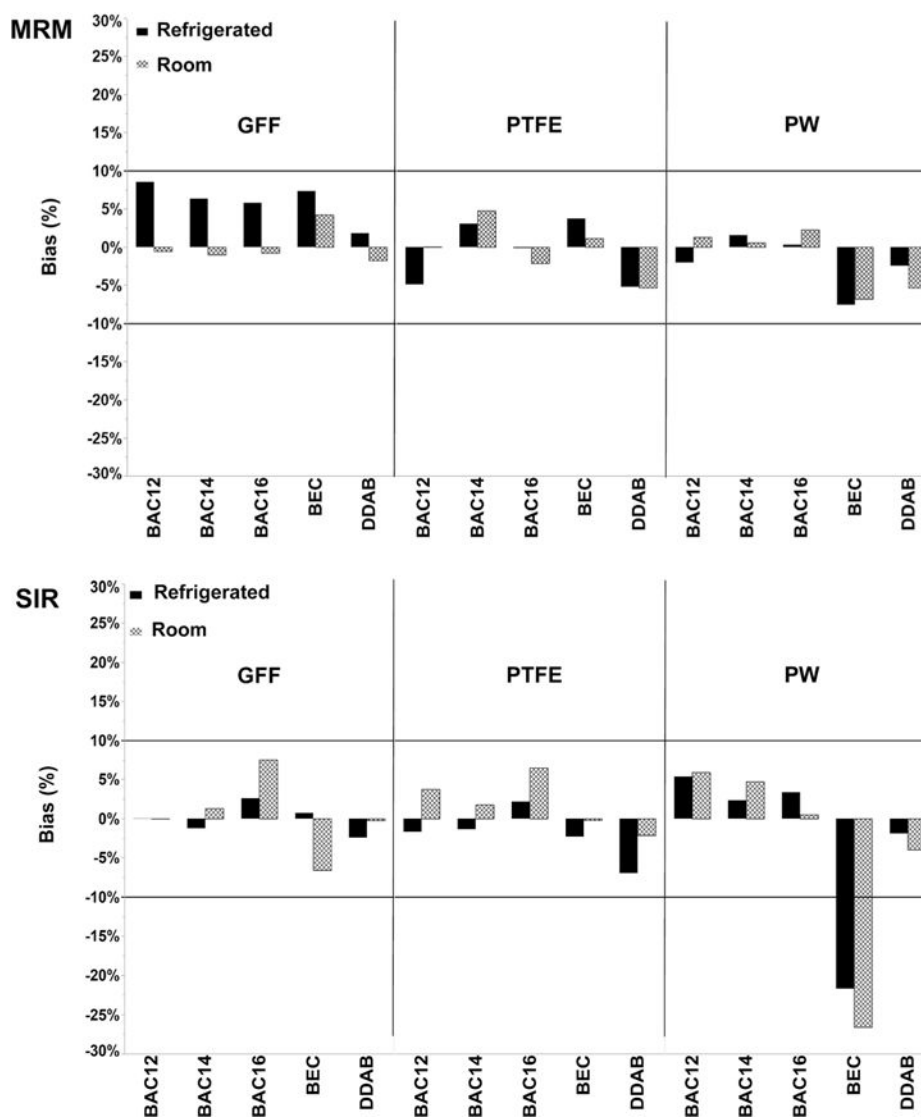 MRM
Refrigerated
Room
GFF PTFE PW
Bias (%)
30%
25%
20%
15%
10%
5%
0%
-5%
-10%
-15%
-20%
-25%
-30%
BAC12 BAC14 BAC16 BEC DDAB BAC12 BAC14 BAC16 BEC DDAB BAC12 BAC14 BAC16 BEC DDAB
SIR
Refrigerated
Room
GFF PTFE PW
Bias (%)
30%
25%
20%
15%
10%
5%
0%
-5%
-10%
-15%
-20%
-25%
-30%
BAC12 BAC14 BAC16 BEC DDAB BAC12 BAC14 BAC16 BEC DDAB BAC12 BAC14 BAC16 BEC DDAB